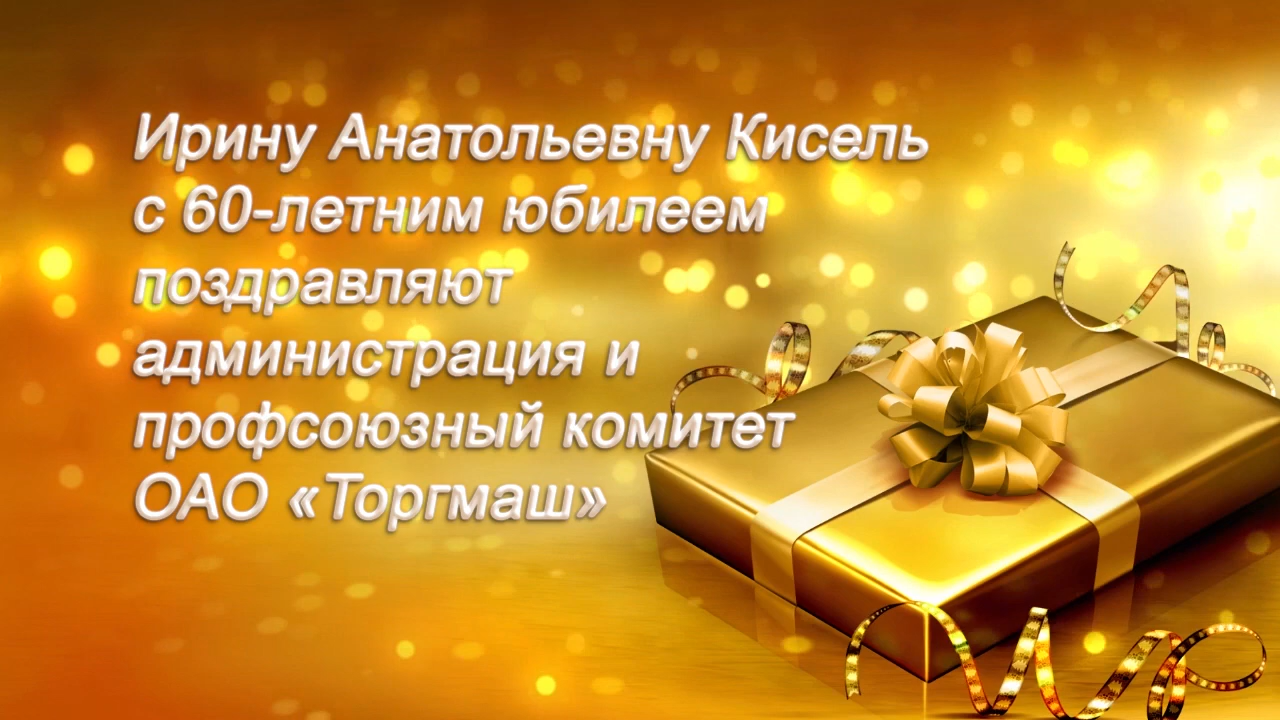 Ирину Анатольевну Кисель
с 60-летним юбилеем
поздравляют
администрация и
профсоюзный комитет
ОАО «Торгмаш»